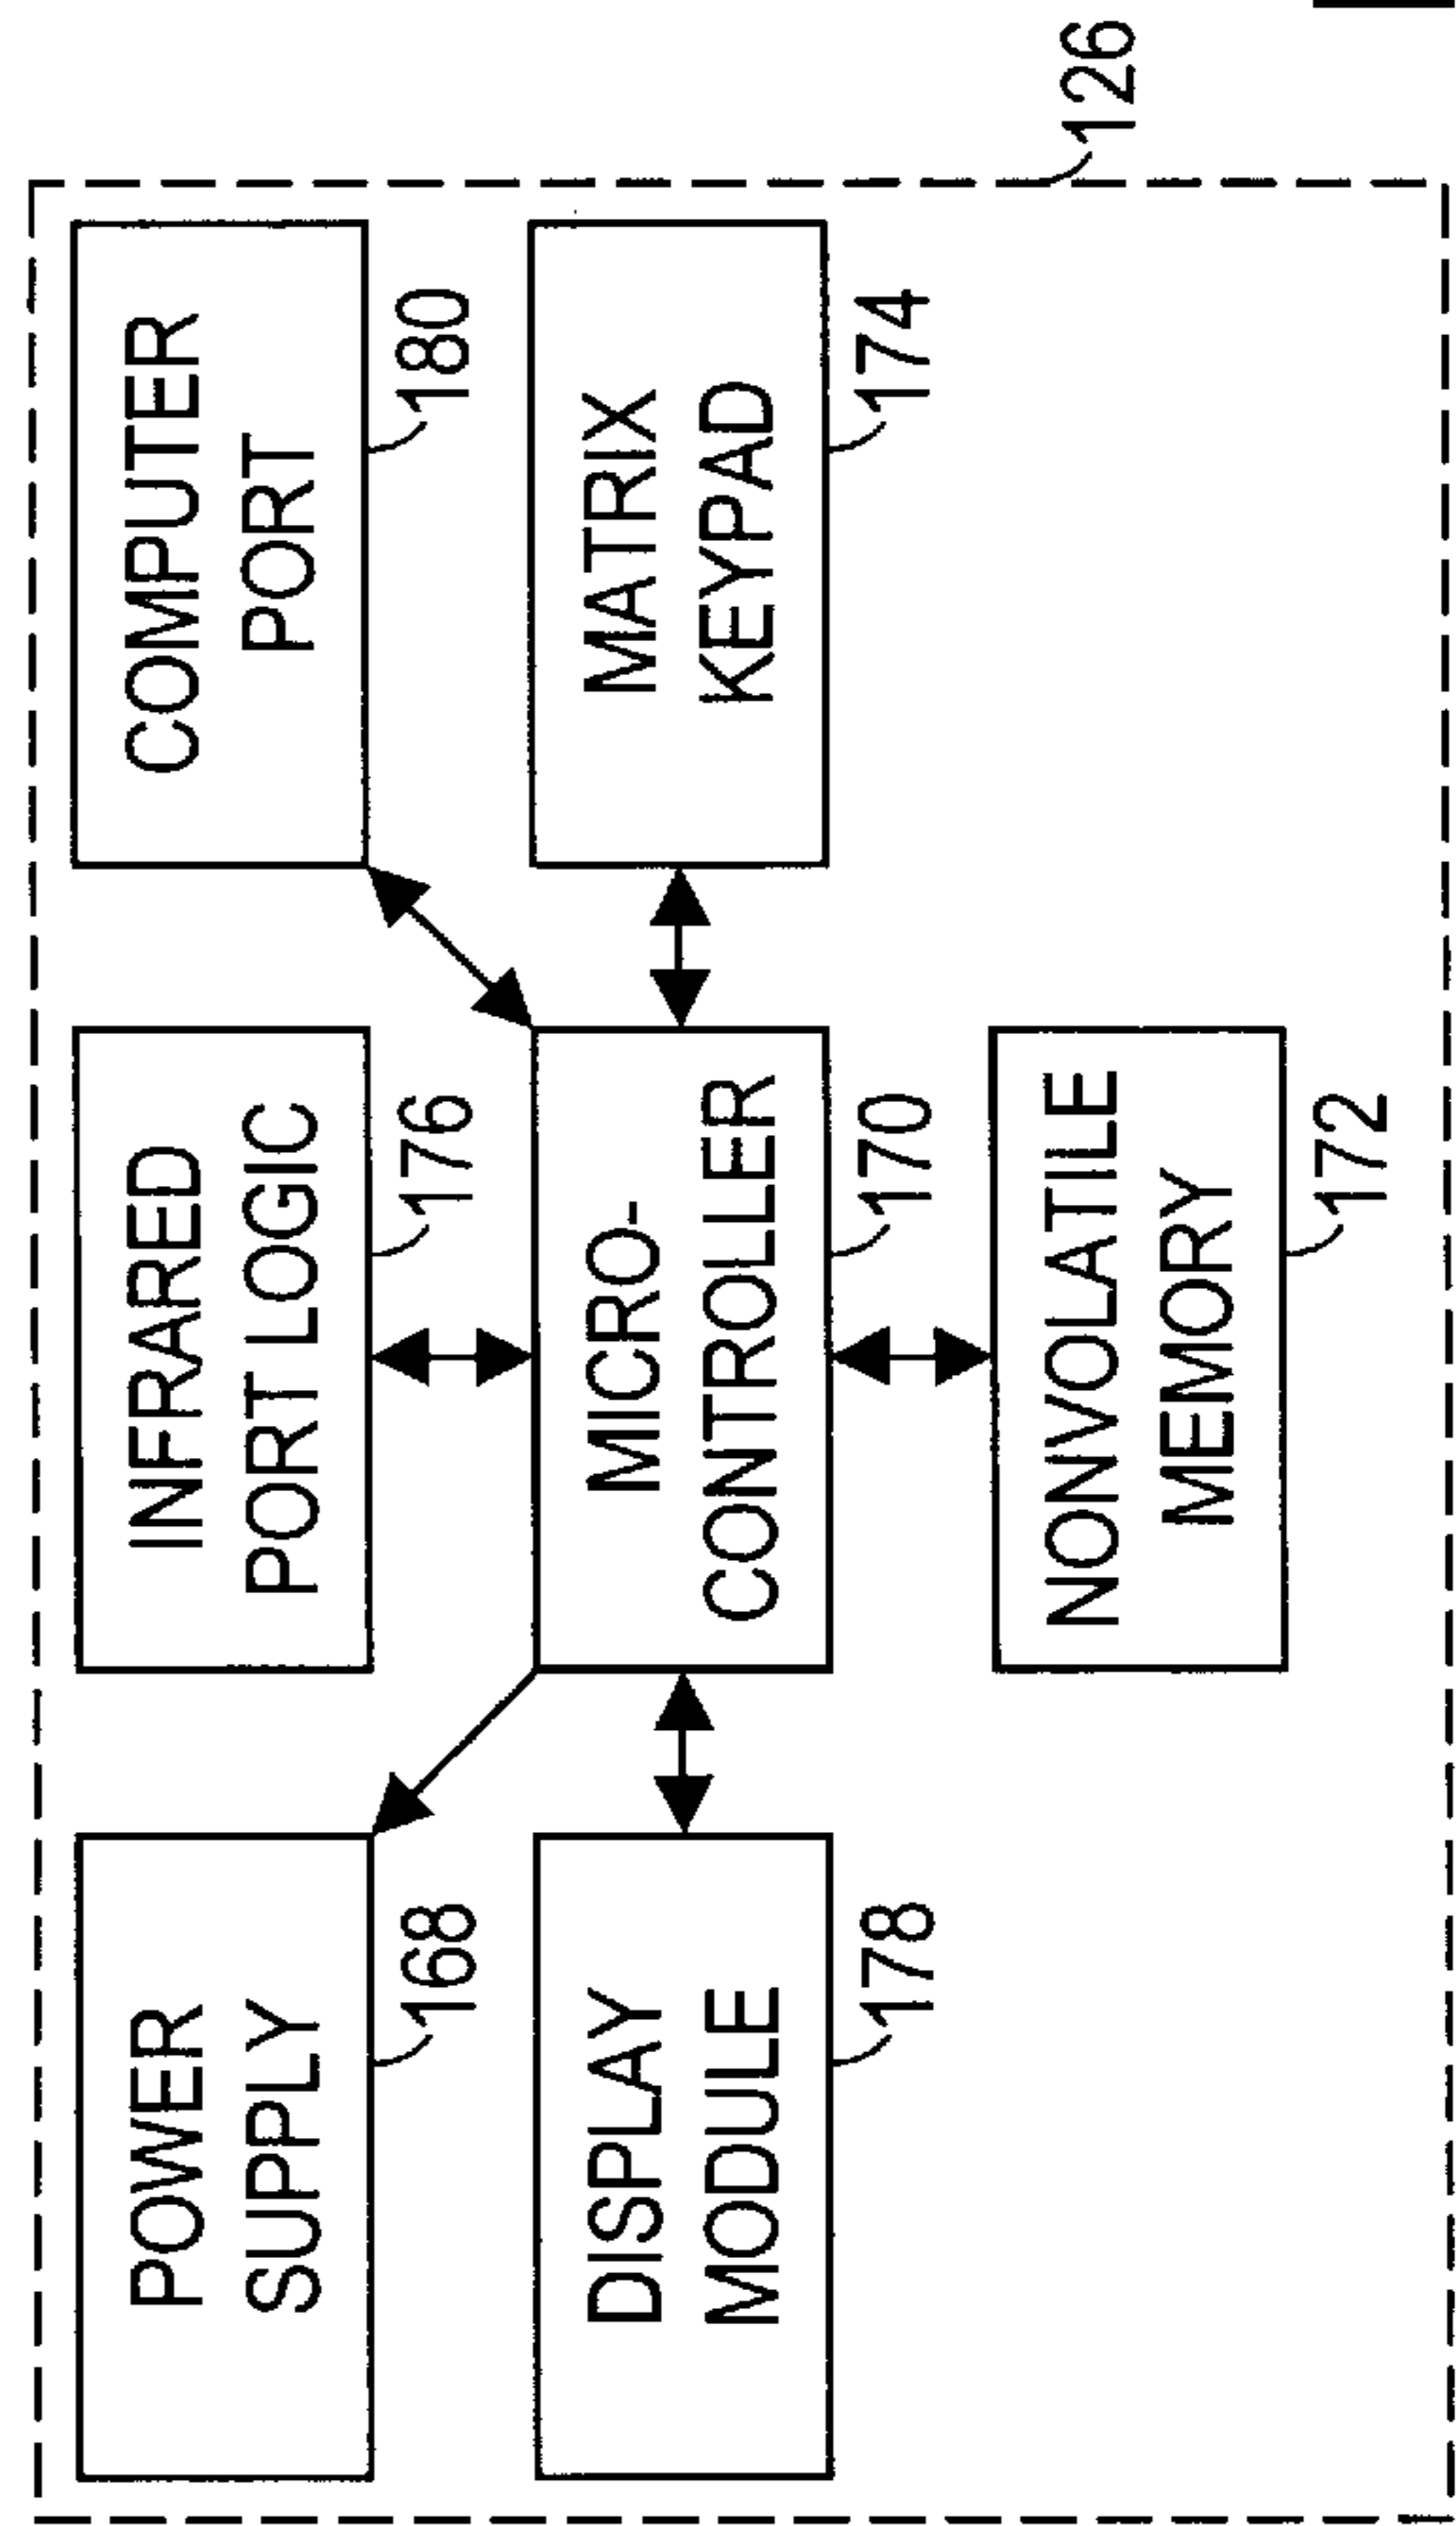 POWER
SUPPLY
168
INFRARED
PORT LOGIC
176
COMPUTER
PORT
180
DISPLAY
MODULE
178
MICRO-
CONTROLLER
170
MATRIX
KEYPAD
174
NONVOLATILE
MEMORY
172
126